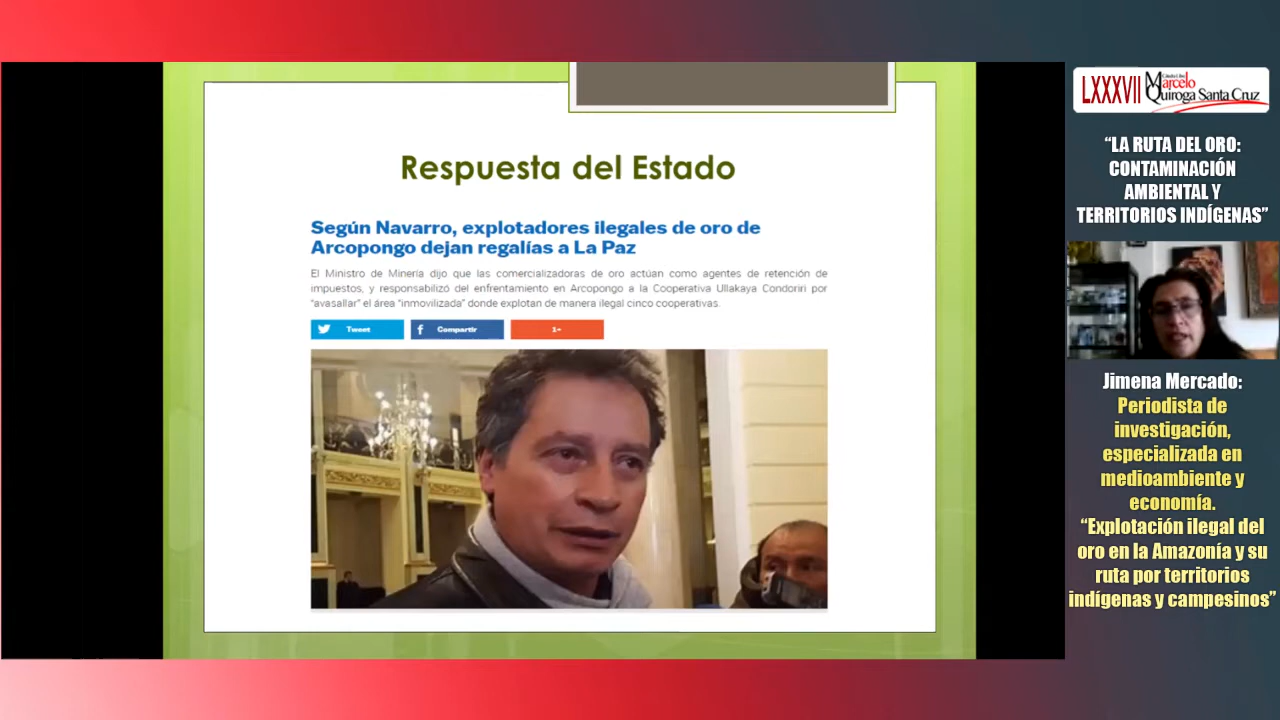 Respuesta del Estado
Según Navarro, explotadores ilegales de oro de
Arcopongo dejan regalías a La Paz
El Ministro de Minería dijo que las comercializadoras de oro actúan como agentes de retención de
impuestos, y responsabilizó del enfrentamiento en Arcopongo a la Cooperativa Ullakaya Condoriri por
"avasallar" el área "inmovilizada" donde explotan de manera ilegal cinco cooperativas.
Tweet
Compartir
1+
LXXXVII
Cátedra Libre
Marcelo
Quiroga Santa Cruz
“LA RUTA DEL ORO:
CONTAMINACIÓN
AMBIENTAL Y
TERRITORIOS INDÍGENAS”
Jimena Mercado:
Periodista de
investigación,
especializada en
medioambiente y
economía.
“Explotación ilegal del
oro en la Amazonía y su
ruta por territorios
indígenas y campesinos”